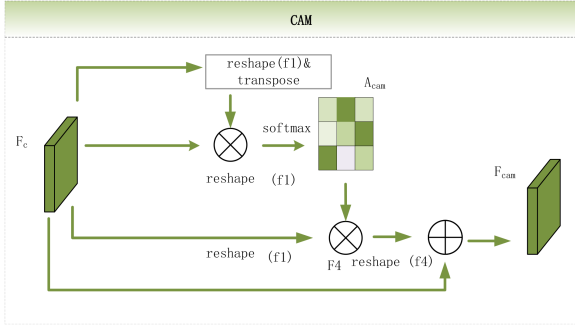 CAM
reshape(f1)&
transpose
A_cam
F_c
softmax
reshape (f1)
F_cam
reshape (f1)
F4 reshape (f4)